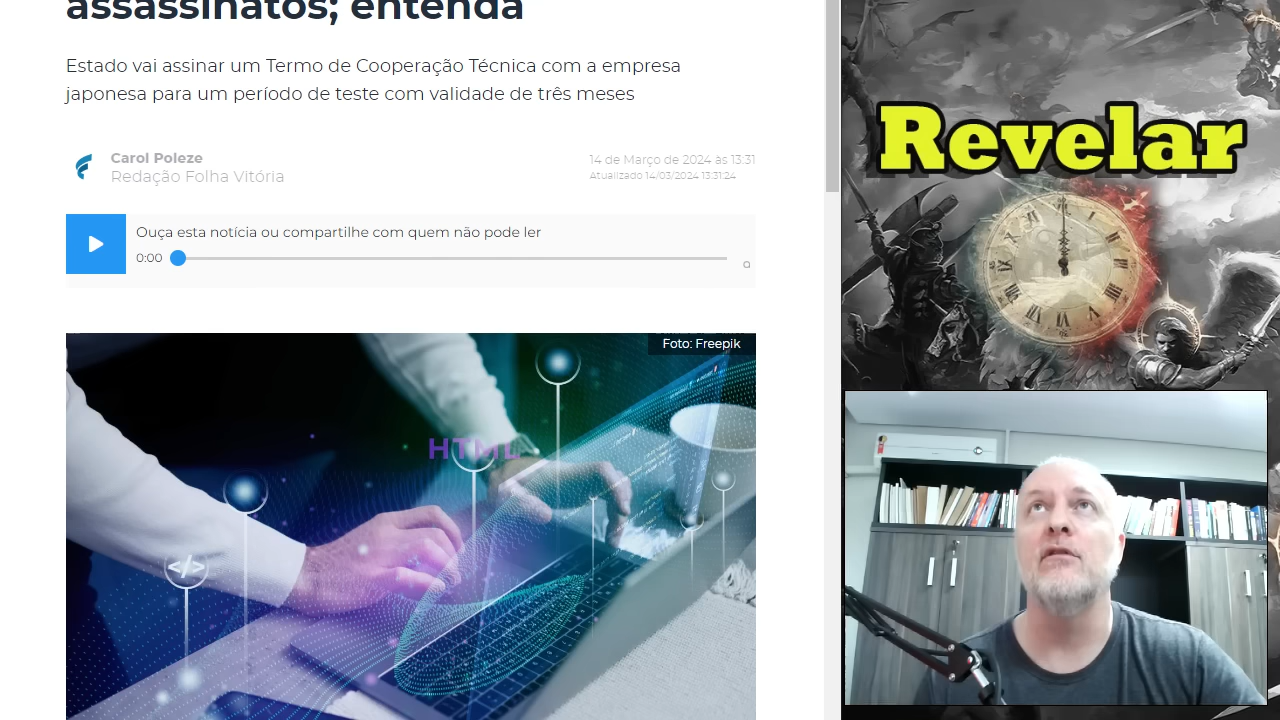 assassinatos; entenda
Estado vai assinar um Termo de Cooperação Técnica com a empresa
japonesa para um período de teste com validade de três meses
Carol Poleze
Redação Folha Vitória
14 de Março de 2024 às 13:31
Atualizado 14/03/2024 13:31:24
Ouça esta notícia ou compartilhe com quem não pode ler
0:00
Foto: Freepik
HTML
</>
Revelar